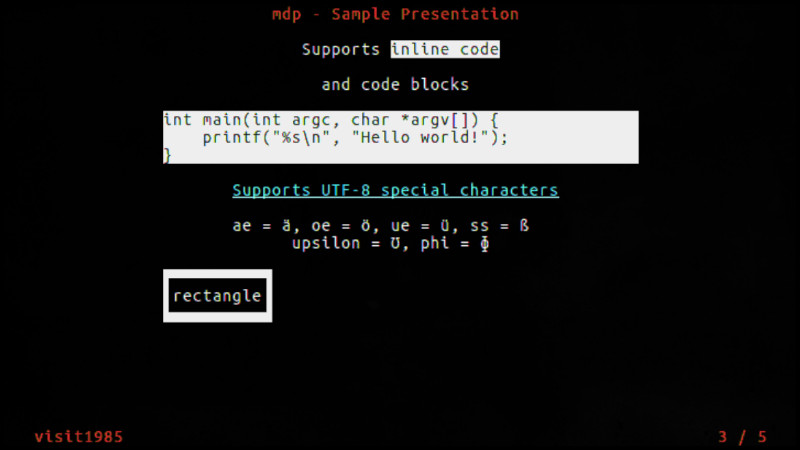 mdp - Sample Presentation
Supports inline code
and code blocks
int main(int argc, char *argv[]) {
    printf("%s\n", "Hello world!");
}
Supports UTF-8 special characters
ae = ä, oe = ö, ue = ü, ss = ß
upsilon = Ʊ, phi = ɸ
rectangle
visit1985
3 / 5